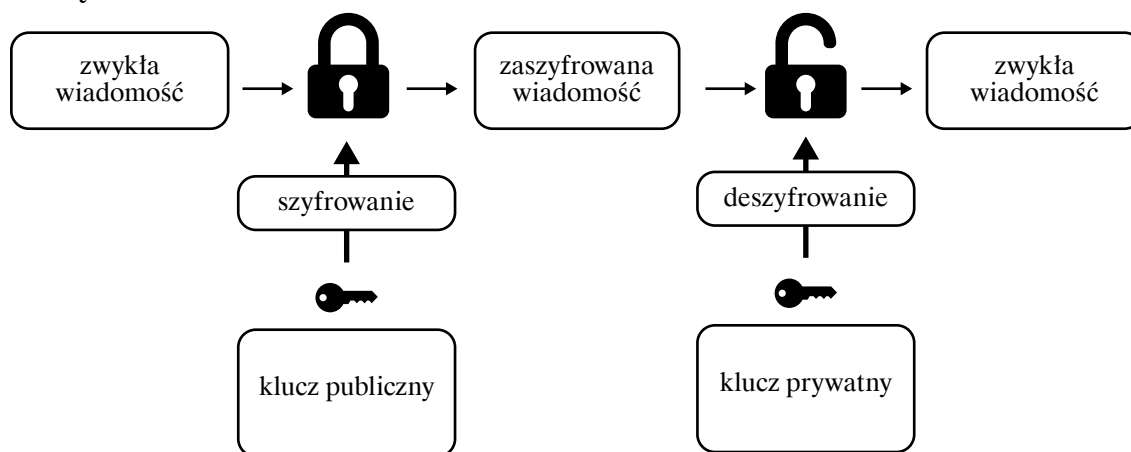 zwykła
wiadomość
zaszyfrowana
wiadomość
zwykła
wiadomość
szyfrowanie
deszyfrowanie
klucz publiczny
klucz prywatny